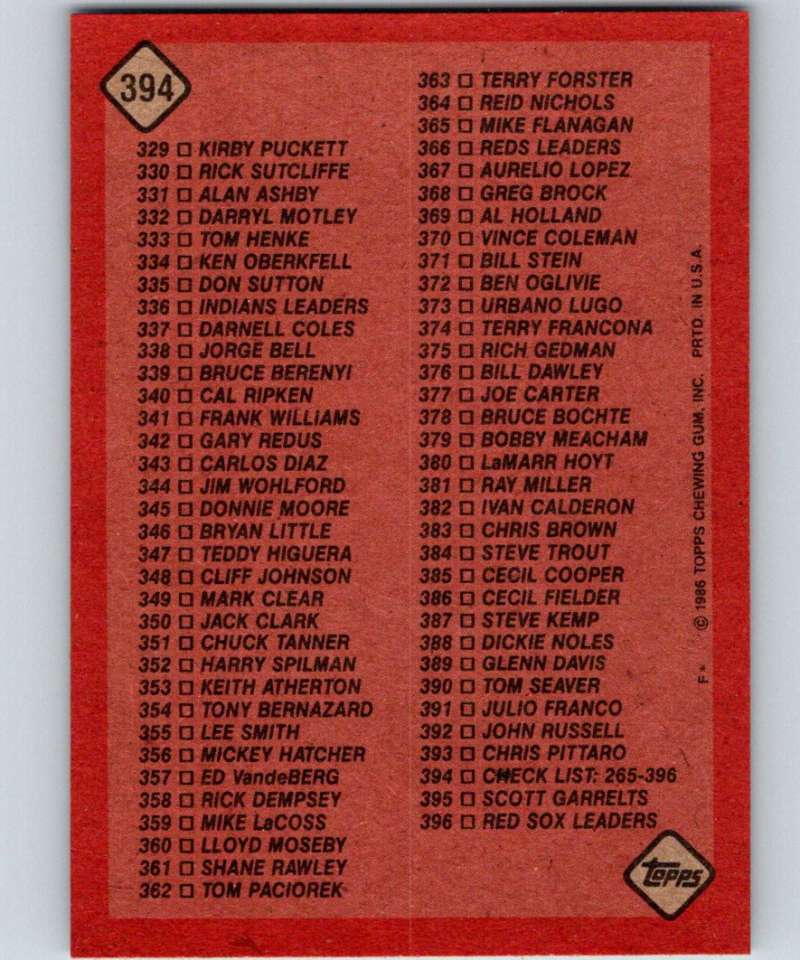 394
329 □ KIRBY PUCKETT
330 □ RICK SUTCLIFFE
331 □ ALAN ASHBY
332 □ DARRYL MOTLEY
333 □ TOM HENKE
334 □ KEN OBERKFELL
335 □ DON SUTTON
336 □ INDIANS LEADERS
337 □ DARNELL COLES
338 □ JORGE BELL
339 □ BRUCE BERENYI
340 □ CAL RIPKEN
341 □ FRANK WILLIAMS
342 □ GARY REDUS
343 □ CARLOS DIAZ
344 □ JIM WOHLFORD
345 □ DONNIE MOORE
346 □ BRYAN LITTLE
347 □ TEDDY HIGUERA
348 □ CLIFF JOHNSON
349 □ MARK CLEAR
350 □ JACK CLARK
351 □ CHUCK TANNER
352 □ HARRY SPILMAN
353 □ KEITH ATHERTON
354 □ TONY BERNAZARD
355 □ LEE SMITH
356 □ MICKEY HATCHER
357 □ ED VandeBERG
358 □ RICK DEMPSEY
359 □ MIKE LaCOSS
360 □ LLOYD MOSEBY
361 □ SHANE RAWLEY
362 □ TOM PACIOREK
363 □ TERRY FORSTER
364 □ REID NICHOLS
365 □ MIKE FLANAGAN
366 □ REDS LEADERS
367 □ AURELIO LOPEZ
368 □ GREG BROCK
369 □ AL HOLLAND
370 □ VINCE COLEMAN
371 □ BILL STEIN
372 □ BEN OGLIVIE
373 □ URBANO LUGO
374 □ TERRY FRANCONA
375 □ RICH GEDMAN
376 □ BILL DAWLEY
377 □ JOE CARTER
378 □ BRUCE BOCHTE
379 □ BOBBY MEACHAM
380 □ LaMARR HOYT
381 □ RAY MILLER
382 □ IVAN CALDERON
383 □ CHRIS BROWN
384 □ STEVE TROUT
385 □ CECIL COOPER
386 □ CECIL FIELDER
387 □ STEVE KEMP
388 □ DICKIE NOLES
389 □ GLENN DAVIS
390 □ TOM SEAVER
391 □ JULIO FRANCO
392 □ JOHN RUSSELL
393 □ CHRIS PITTARO
394 □ CHECK LIST: 265-396
395 □ SCOTT GARRELTS
396 □ RED SOX LEADERS
F* © 1986 TOPPS CHEWING GUM, INC. PRTD. IN U.S.A.
Topps